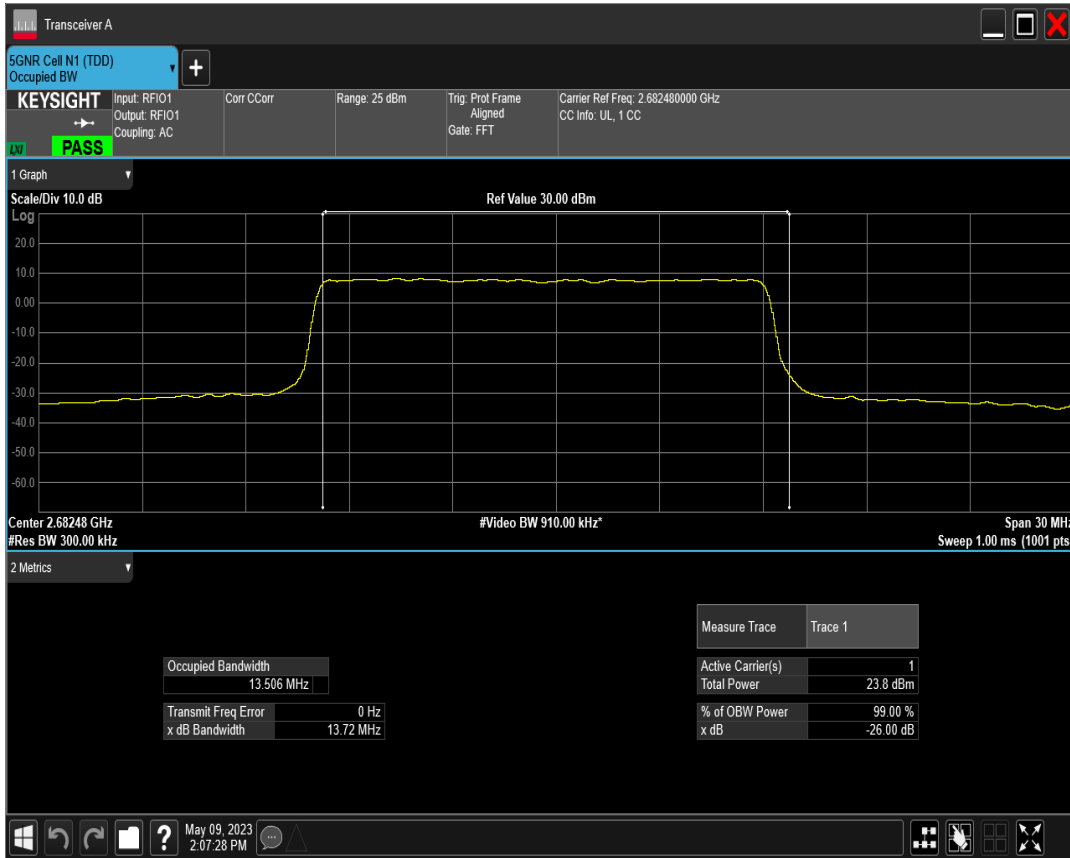 Transceiver A
5GNR Cell N1 (TDD)
Occupied BW
+
KEYSIGHT
LXI
PASS
Input: RFIO1
Output: RFIO1
Coupling: AC
Corr CCorr
Range: 25 dBm
Trig: Prot Frame
Aligned
Gate: FFT
Carrier Ref Freq: 2.682480000 GHz
CC Info: UL, 1 CC
1 Graph
Scale/Div 10.0 dB
Ref Value 30.00 dBm
Log
20.0
10.0
0.00
-10.0
-20.0
-30.0
-40.0
-50.0
-60.0
Center 2.68248 GHz
#Video BW 910.00 kHz*
Span 30 MHz
#Res BW 300.00 kHz
Sweep 1.00 ms (1001 pts
2 Metrics
Measure Trace Trace 1
Occupied Bandwidth
13.506 MHz
Transmit Freq Error 0 Hz
x dB Bandwidth 13.72 MHz
Active Carrier(s) 1
Total Power 23.8 dBm
% of OBW Power 99.00 %
x dB -26.00 dB
?
May 09, 2023
2:07:28 PM